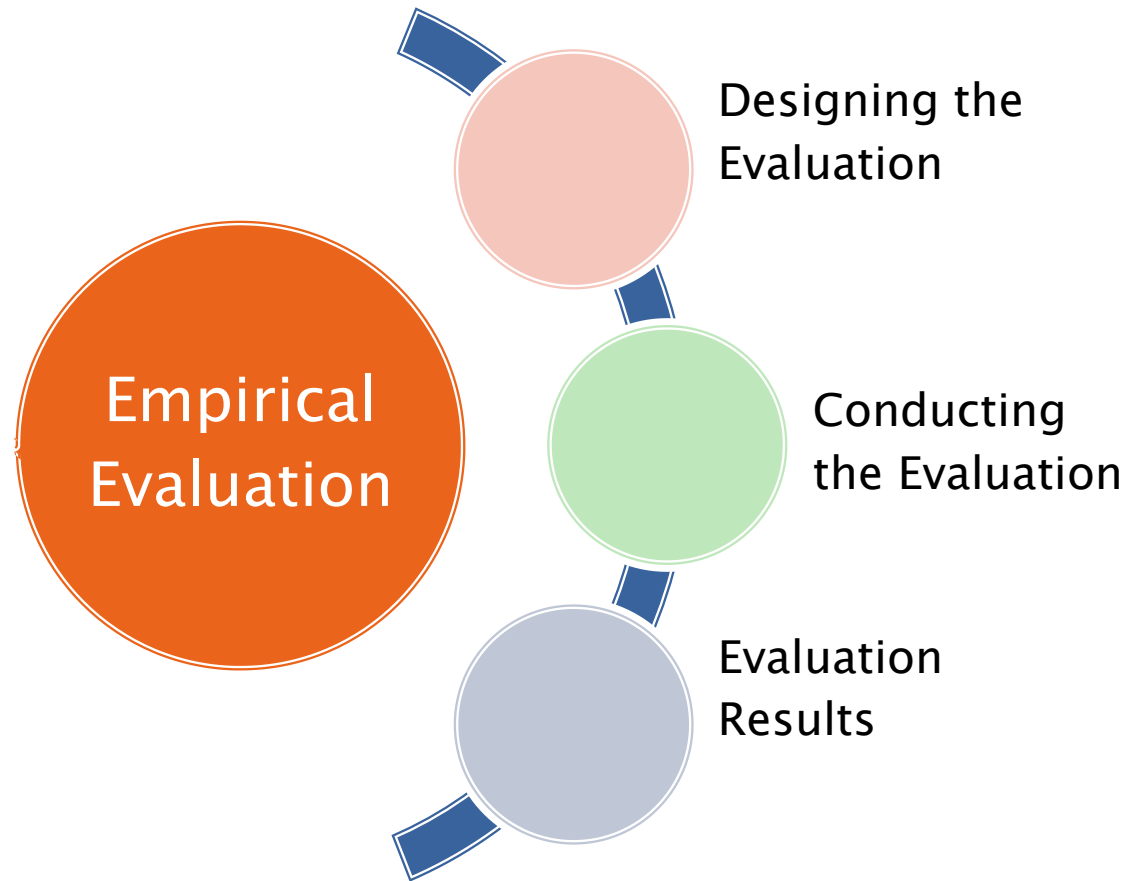 Empirical
Evaluation
Designing the
Evaluation
Conducting
the Evaluation
Evaluation
Results